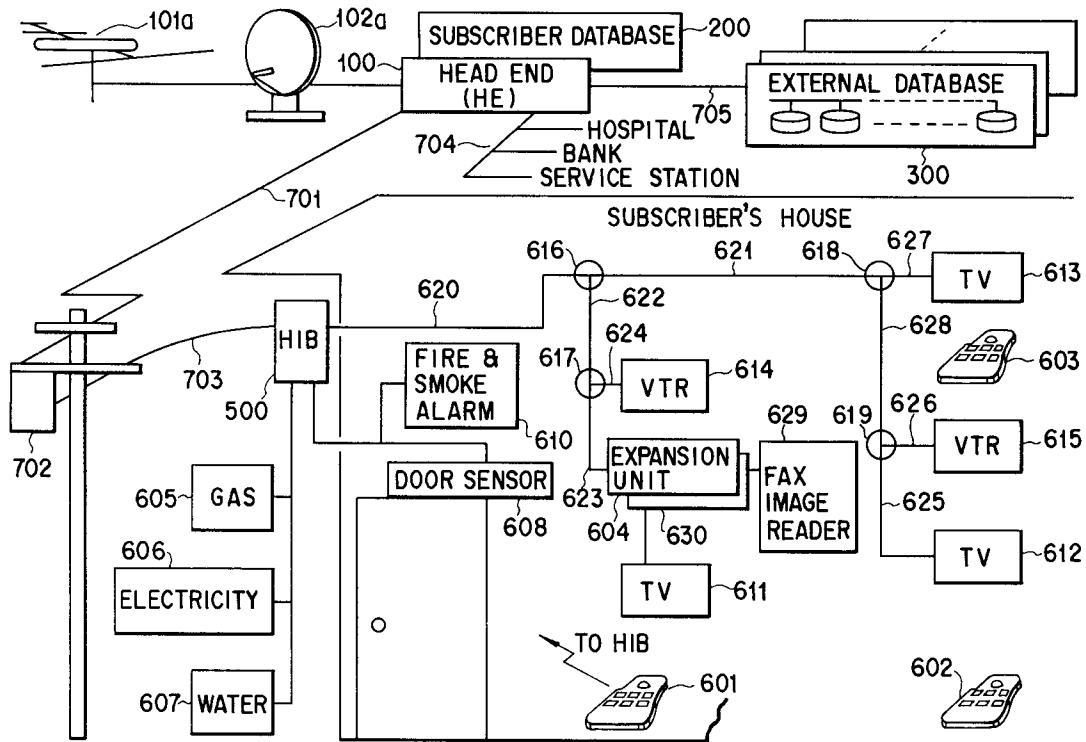 101a
102a
200
SUBSCRIBER DATABASE
100
HEAD END
(HE)
705
EXTERNAL DATABASE
300
704
HOSPITAL
BANK
SERVICE STATION
701
SUBSCRIBER'S HOUSE
616
621
618
627
TV
613
622
620
HIB
703
500
FIRE &
SMOKE
ALARM
610
617
624
VTR
614
628
603
702
619
626
VTR
615
629
605
GAS
DOOR SENSOR
608
623
EXPANSION
UNIT
604
630
FAX
IMAGE
READER
625
606
ELECTRICITY
TV
611
TV
612
TO HIB
607
WATER
601
602